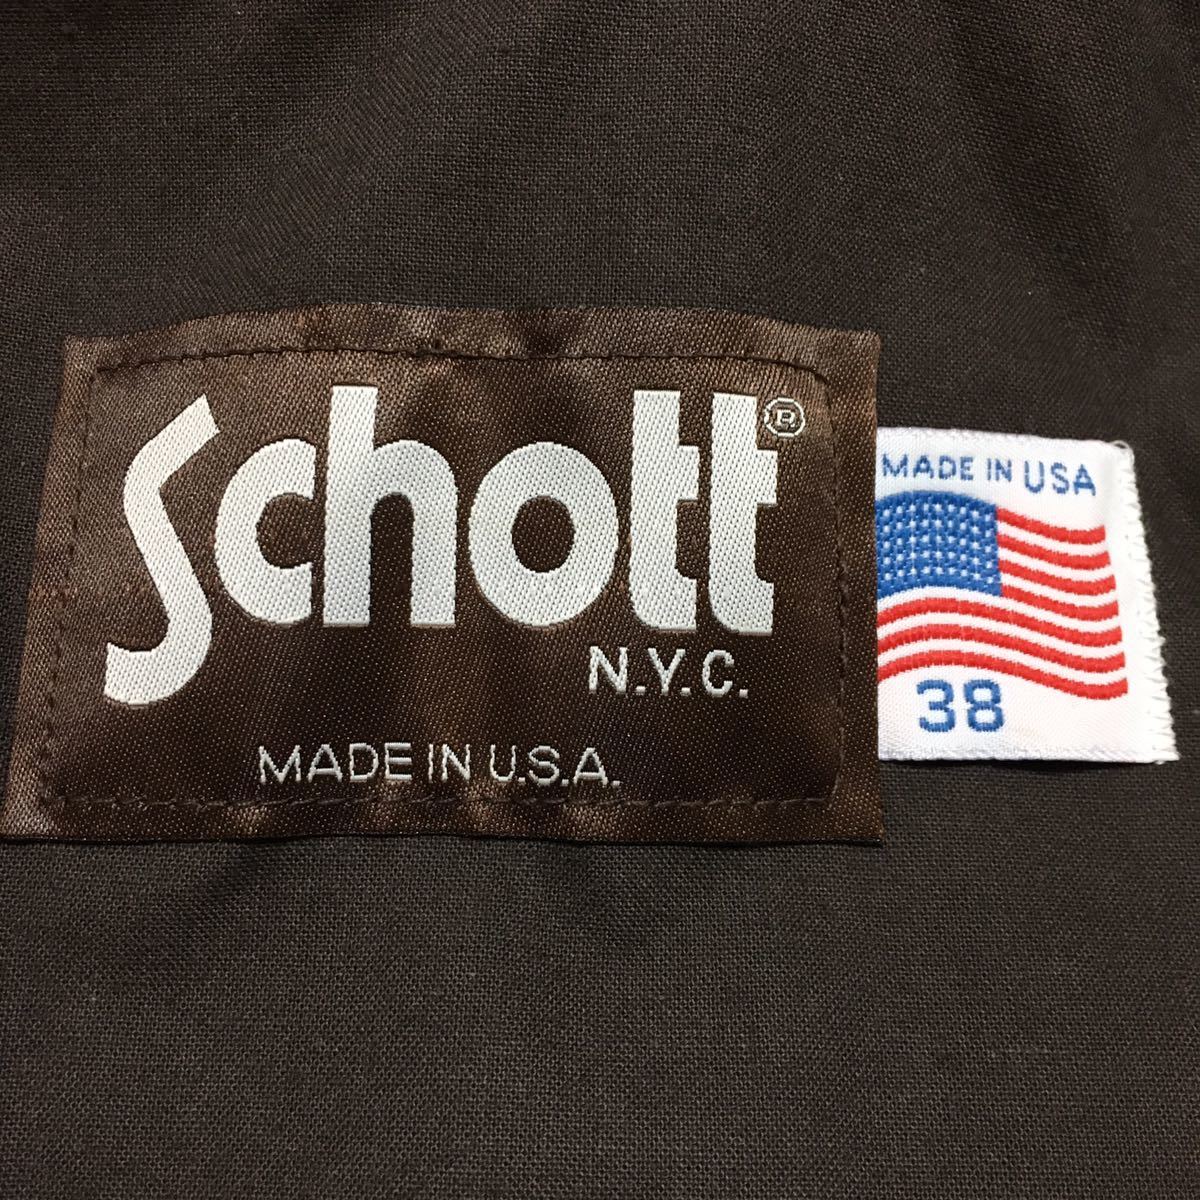 Schott®
N.Y.C.
MADE IN U.S.A.
MADE IN USA
38